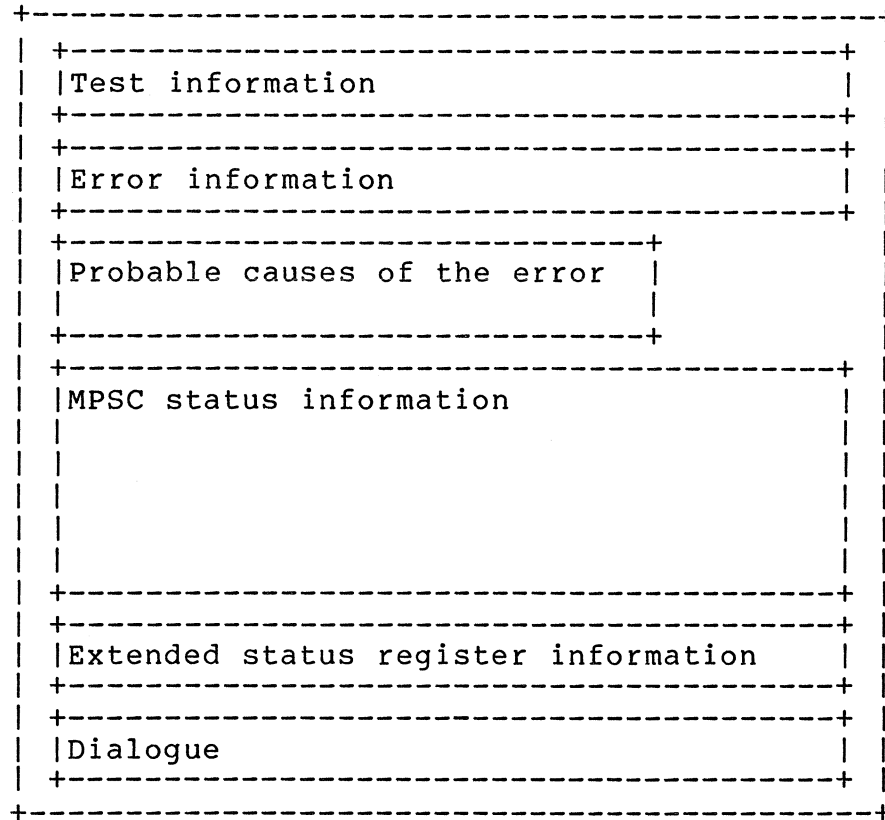 Test information
Error information
Probable causes of the error
MPSC status information
Extended status register information
Dialogue